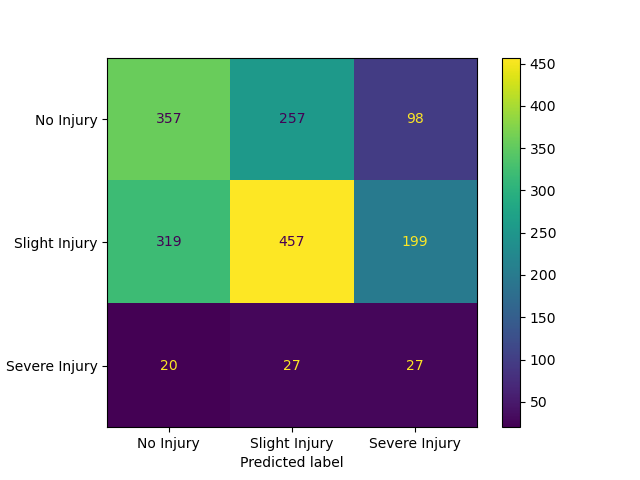 No Injury 357 257 98
Slight Injury 319 457 199
Severe Injury 20 27 27
No Injury Slight Injury Severe Injury
Predicted label
450
400
350
300
250
200
150
100
50